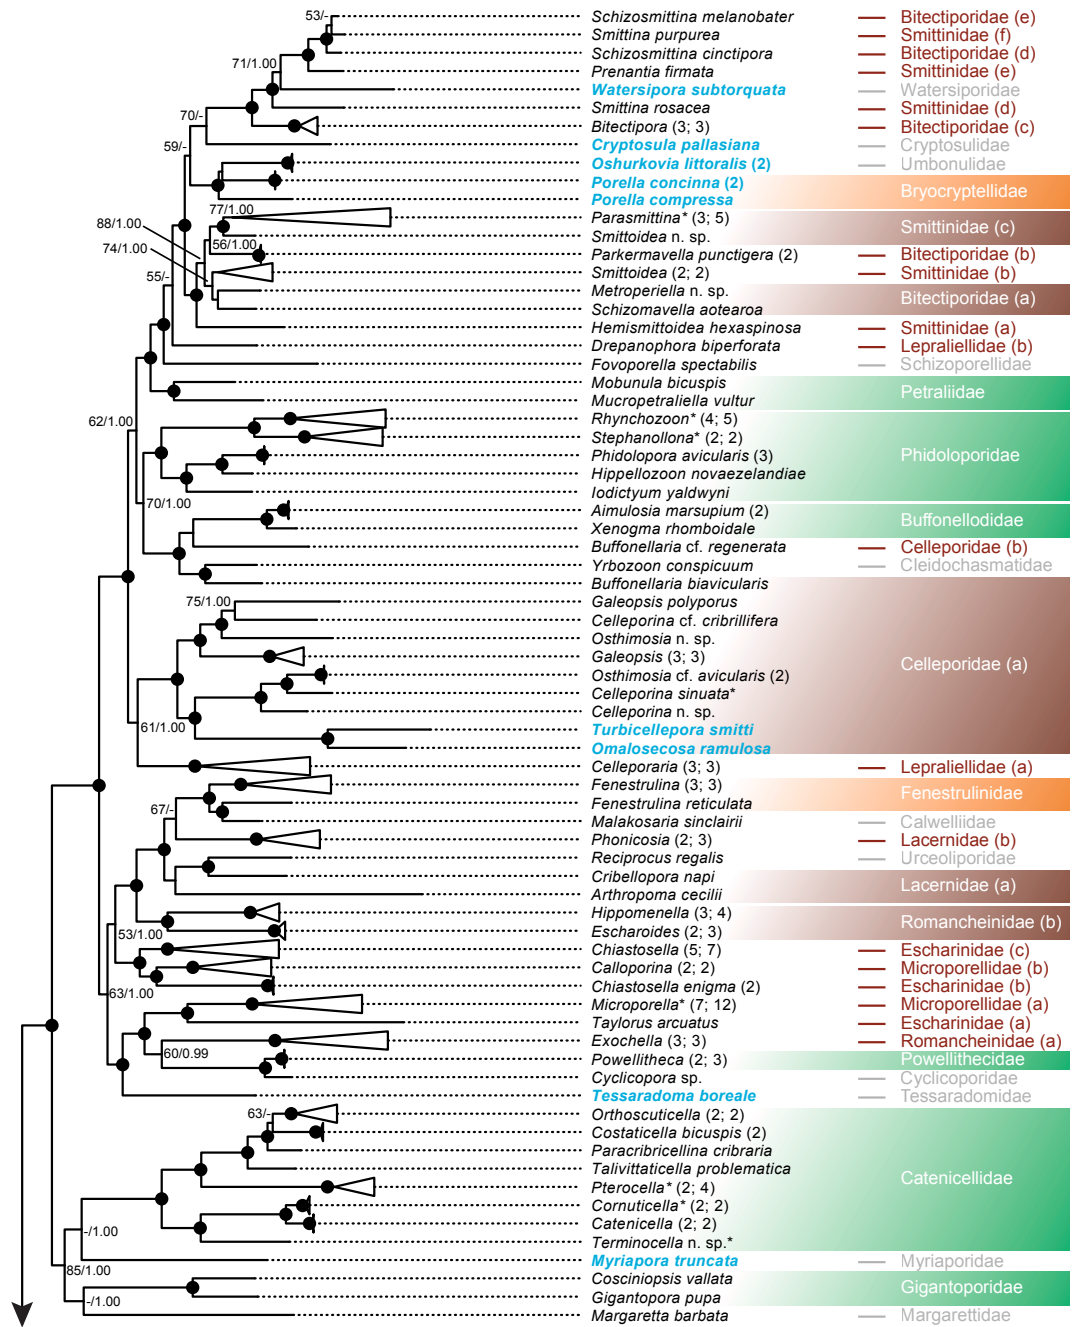 53/-
Schizosmittina melanobater Bitectiporidae (e)
Smittina purpurea Smittinidae (f)
Schizosmittina cinctipora Bitectiporidae (d)
71/1.00
Prenantia firmata Smittinidae (e)
Watersipora subtorquata Watersiporidae
Smittina rosacea Smittinidae (d)
70/-
Bitectipora (3; 3) Bitectiporidae (c)
Cryptosula pallasiana Cryptosulidae
59/-
Oshurkovia littoralis (2) Umbonulidae
Porella concinna (2)
Bryocryptellidae
Porella compressa
77/1.00
Parasmittina* (3; 5)
88/1.00
Smittinidae (c)
Smittoidea n. sp.
74/1.00
56/1.00
Parkermavella punctigera (2) Bitectiporidae (b)
55/-
Smittoidea (2; 2) Smittinidae (b)
Metroperiella n. sp.
Bitectiporidae (a)
Schizomavella aotearoa
Hemismittoidea hexaspinosa Smittinidae (a)
Drepanophora biperforata Lepraliellidae (b)
Fovoporella spectabilis Schizoporellidae
Mobunula bicuspis
Petraliidae
Mucropetraliella vultur
62/1.00
Rhynchozoon* (4; 5)
Stephanollona* (2; 2)
Phidolopora avicularis (3) Phidoloporidae
Hippellozoon novaezelandiae
Iodictyum yaldwyni
70/1.00
Aimulosia marsupium (2)
Buffonellodidae
Xenogma rhomboidale
Buffonellaria cf. regenerata Celleporidae (b)
Yrbozoon conspicuum Cleidochasmatidae
Buffonellaria biavicularis
75/1.00
Galeopsis polyporus
Celleporina cf. cribrillifera
Osthimosia n. sp.
Galeopsis (3; 3)
Celleporidae (a)
Osthimosia cf. avicularis (2)
Celleporina sinuata*
Celleporina n. sp.
61/1.00
Turbicellepora smitti
Omalosecosa ramulosa
Celleporaria (3; 3) Lepraliellidae (a)
Fenestrulina (3; 3)
Fenestrulinidae
Fenestrulina reticulata
67/-
Malakosaria sinclairii Calwelliidae
Phonicosia (2; 3) Lacernidae (b)
Reciprocus regalis Urceoliporidae
Cribellopora napi
Lacernidae (a)
Arthropoma cecilii
Hippomenella (3; 4)
Romancheinidae (b)
53/1.00
Escharoides (2; 3)
Chiastosella (5; 7) Escharinidae (c)
Calloporina (2; 2) Microporellidae (b)
63/1.00
Chiastosella enigma (2) Escharinidae (b)
Microporella* (7; 12) Microporellidae (a)
Taylorus arcuatus Escharinidae (a)
Exochella (3; 3) Romancheinidae (a)
60/0.99
Powellitheca (2; 3) Powellithecidae
Cyclicopora sp. Cyclicoporidae
Tessaradoma boreale Tessaradomidae
63/-
Orthoscuticella (2; 2)
Costaticella bicuspis (2)
Paracribricellina cribraria
Talivittaticella problematica
Catenicellidae
Pterocella* (2; 4)
Cornuticella* (2; 2)
Catenicella (2; 2)
-/1.00
Terminocella n. sp.*
Myriapora truncata Myriaporidae
85/1.00
Cosciniopsis vallata
Gigantoporidae
-/1.00
Gigantopora pupa
Margaretta barbata Margarettidae